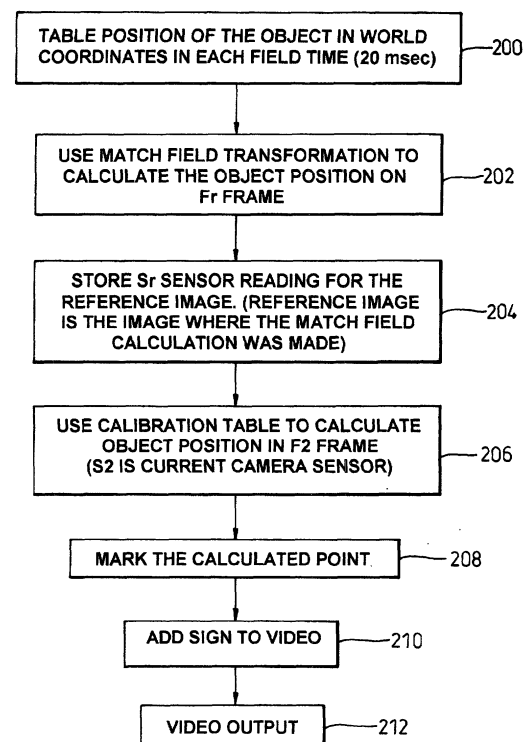 TABLE POSITION OF THE OBJECT IN WORLD
COORDINATES IN EACH FIELD TIME (20 msec)
200
USE MATCH FIELD TRANSFORMATION TO
CALCULATE THE OBJECT POSITION ON
Fr FRAME
202
STORE Sr SENSOR READING FOR THE
REFERENCE IMAGE. (REFERENCE IMAGE
IS THE IMAGE WHERE THE MATCH FIELD
CALCULATION WAS MADE)
204
USE CALIBRATION TABLE TO CALCULATE
OBJECT POSITION IN F2 FRAME
(S2 IS CURRENT CAMERA SENSOR)
206
MARK THE CALCULATED POINT
208
ADD SIGN TO VIDEO
210
VIDEO OUTPUT
212